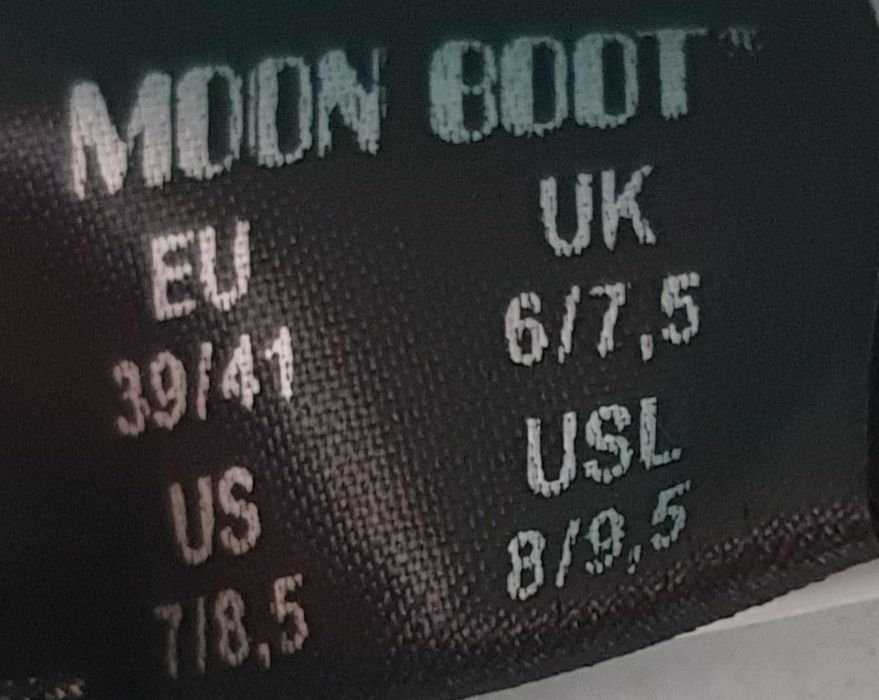 MOON BOOT™
EU
39/41
UK
6/7,5
US
7/8,5
USL
8/9,5